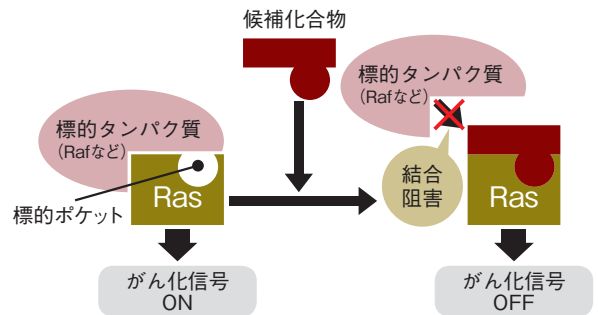 候補化合物
標的タンパク質
(Rafなど)
標的タンパク質
(Rafなど)
標的ポケット
Ras
結合
阻害
Ras
がん化信号
ON
がん化信号
OFF